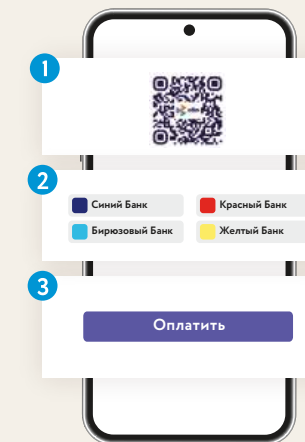 1
2
Синий Банк
Красный Банк
Бирюзовый Банк
Желтый Банк
3
Оплатить